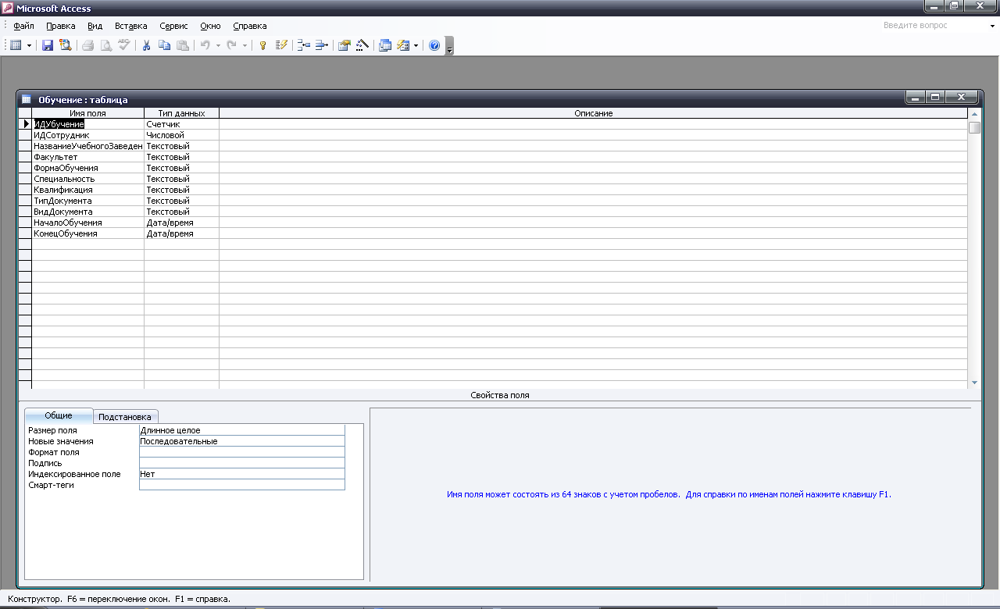 Microsoft Access
Файл Правка Вид Вставка Сервис Окно Справка Введите вопрос
Обучение : таблица
Имя поля Тип данных Описание
ИДУбучение Счетчик
ИДСотрудник Числовой
НазваниеУчебногоЗаведен Текстовый
Факультет Текстовый
ФормаОбучения Текстовый
Специальность Текстовый
Квалификация Текстовый
ТипДокумента Текстовый
ВидДокумента Текстовый
НачалоОбучения Дата/время
КонецОбучения Дата/время
Свойства поля
Общие Подстановка
Размер поля Длинное целое
Новые значения Последовательные
Формат поля
Подпись
Индексированное поле Нет
Смарт-теги
Имя поля может состоять из 64 знаков с учетом пробелов. Для справки по именам полей нажмите клавишу F1.
Конструктор. F6 = переключение окон. F1 = справка.